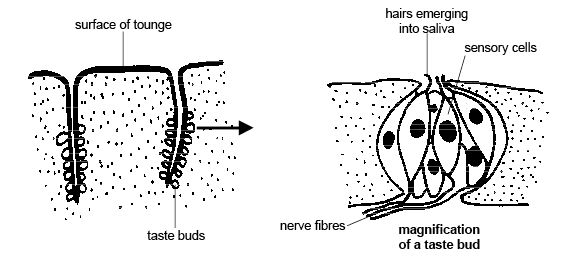 surface of tounge
taste buds
hairs emerging
into saliva
sensory cells
nerve fibres
magnification
of a taste bud